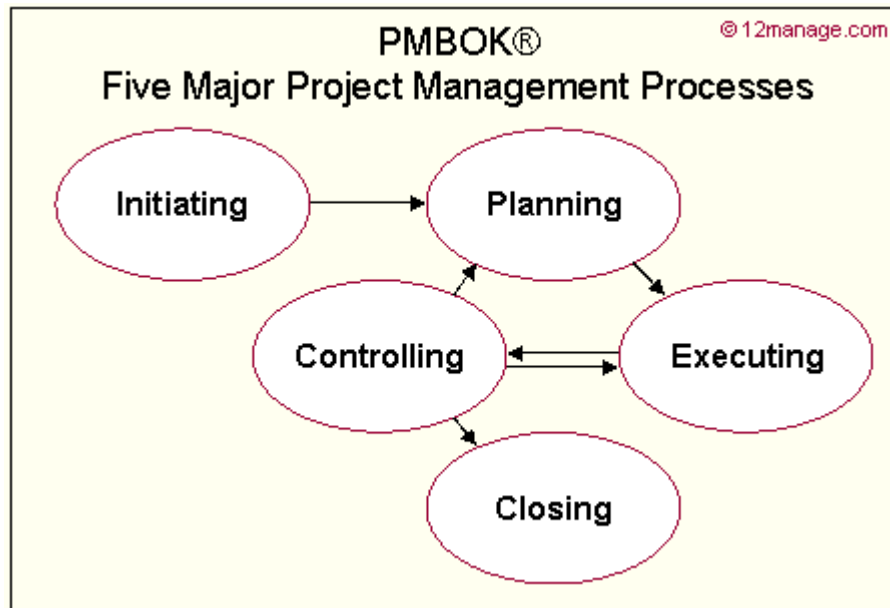 © 12manage.com
PMBOK®
Five Major Project Management Processes
Initiating
Planning
Controlling
Executing
Closing